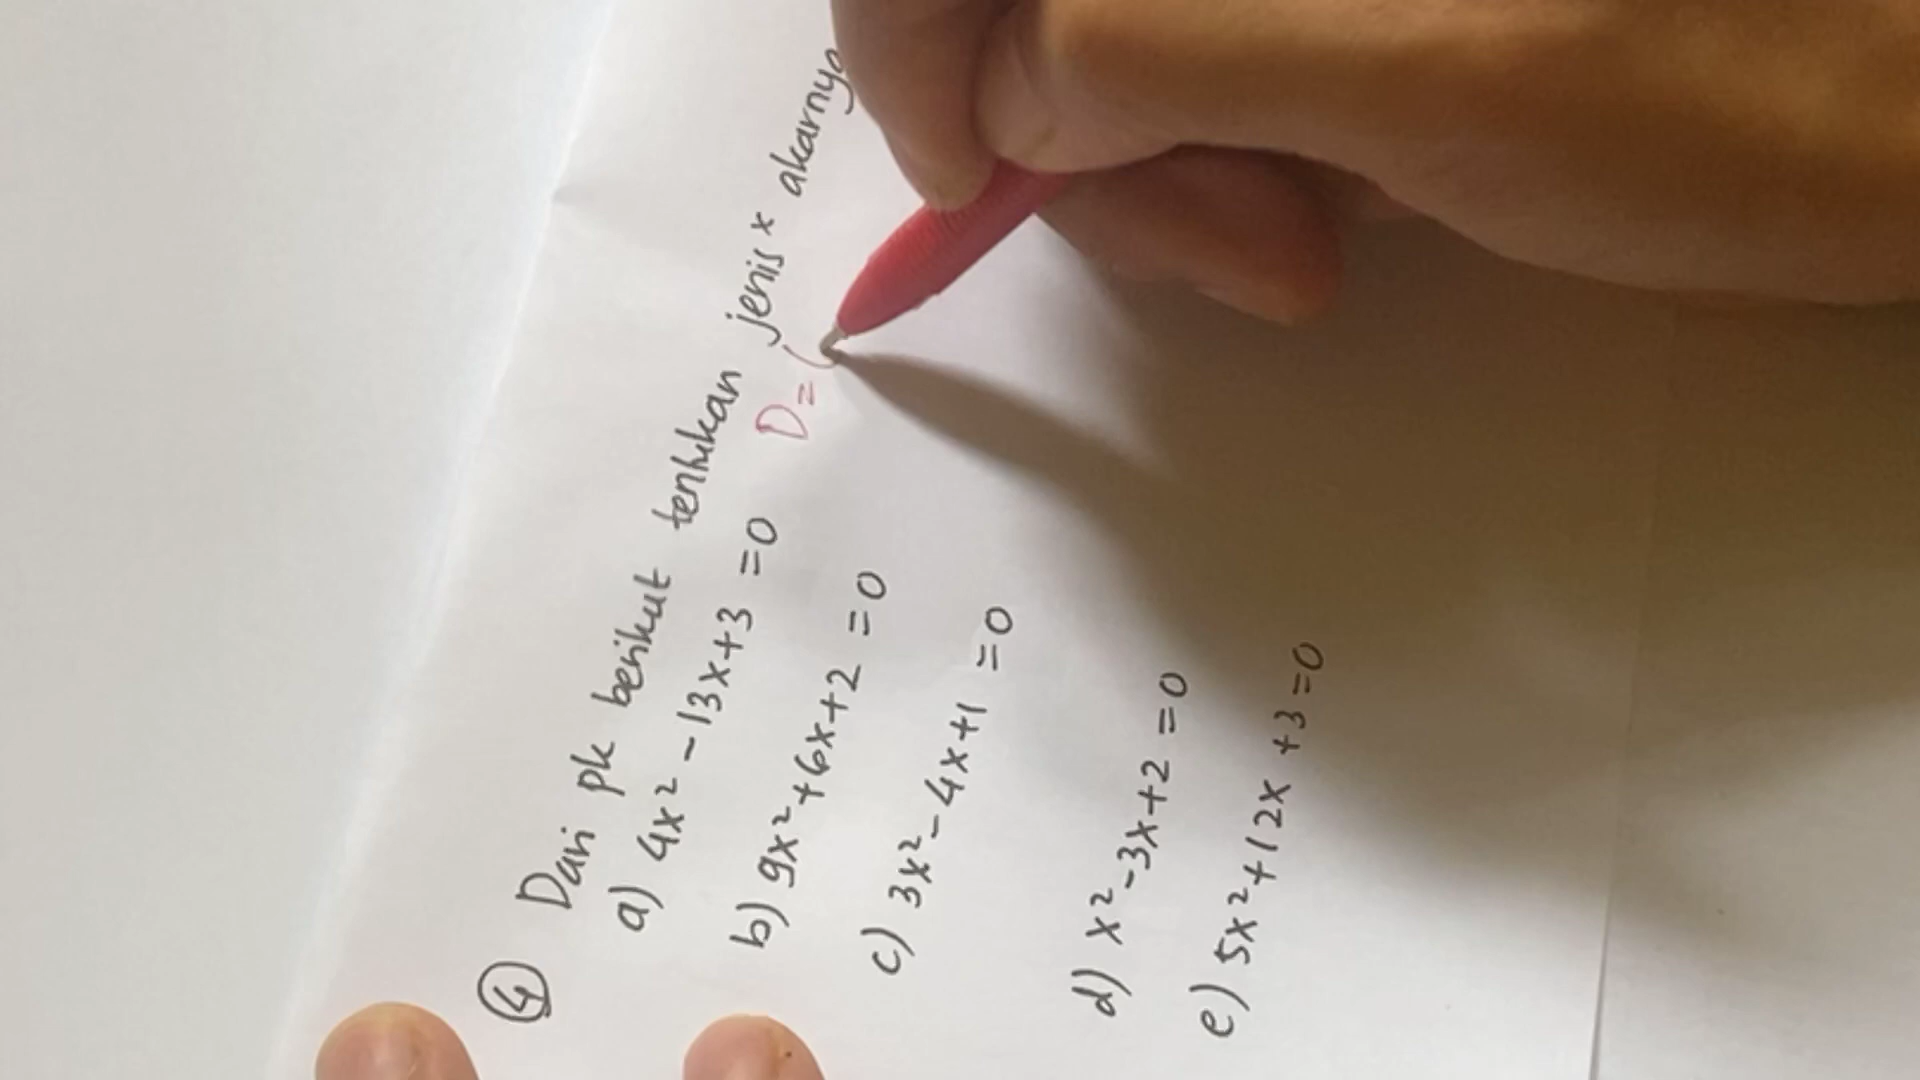 ④ Dari pk berikut tentukan jenis x akarnya
a) 4x² - 13x + 3 = 0 D = (
b) 9x² + 6x + 2 = 0
c) 3x² - 4x + 1 = 0
d) x² - 3x + 2 = 0
e) 5x² + 12x + 3 = 0